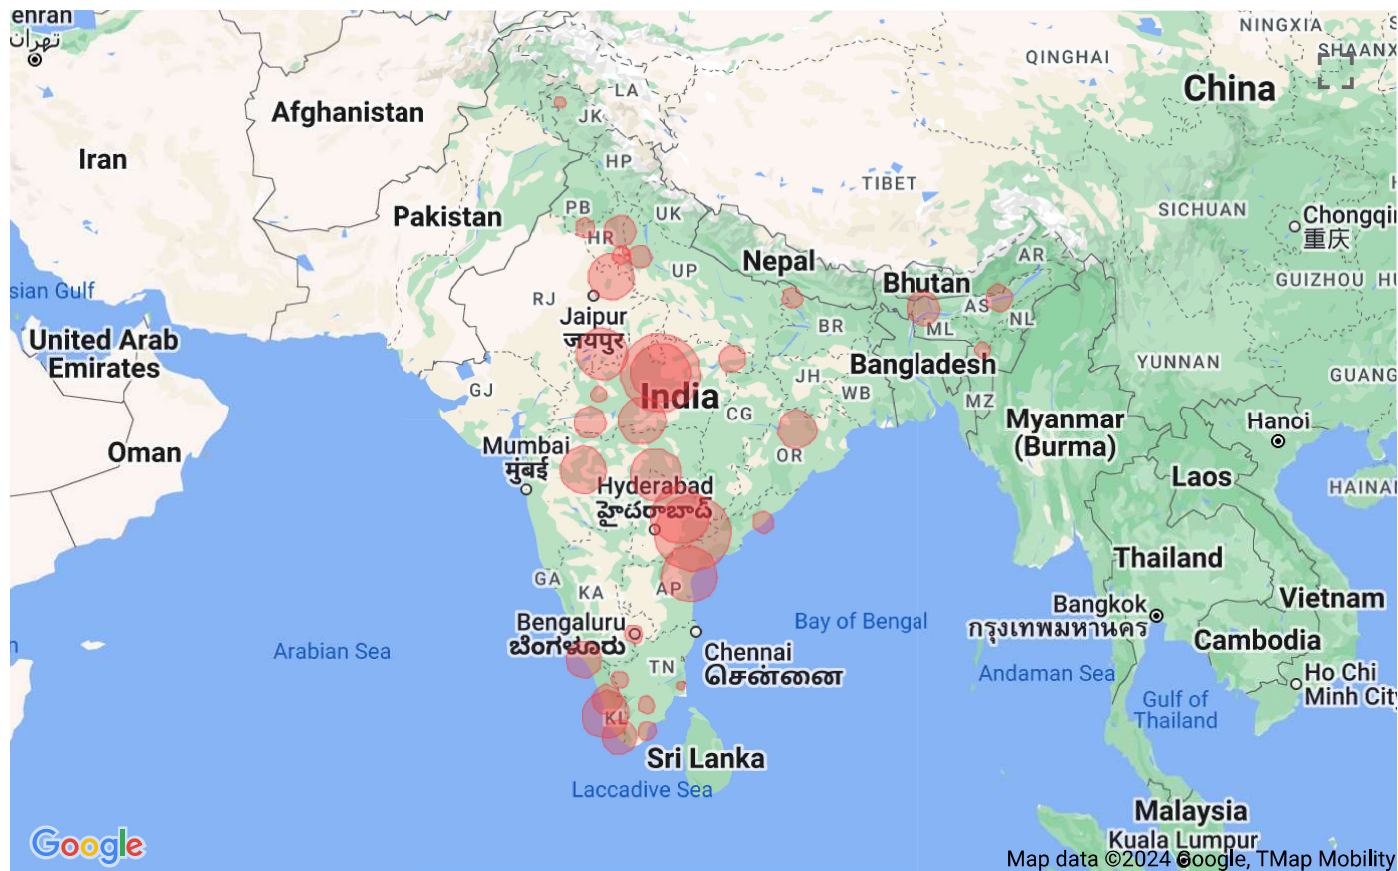 ehran
تهران
NINGXIA
SHAANX
QINGHAI
China
LA
Afghanistan
JK
Iran
HP
TIBET
SICHUAN
PB
UK
Pakistan
Chongqi
重庆
HR
Nepal
UP
AR
Bhutan
GUIZHOU
HU
sian Gulf
RJ
AS
NL
Jaipur
जयपुर
BR
ML
United Arab
Emirates
Bangladesh
YUNNAN
GUANG
GJ
India
JH
WB
CG
MZ
Myanmar
(Burma)
Hanoi
Oman
Mumbai
मुंबई
OR
Laos
HAINA
Hyderabad
హైదరాబాద్
Thailand
GA
KA
AP
Vietnam
Bangkok
กรุงเทพมหานคร
Bengaluru
ಬೆಂಗಳೂರು
Bay of Bengal
Cambodia
Arabian Sea
Chennai
சென்னை
TN
Andaman Sea
Ho Chi
Minh City
Gulf of
Thailand
KL
Sri Lanka
Laccadive Sea
Malaysia
Kuala Lumpur
Google
Map data ©2024 Google, TMap Mobility